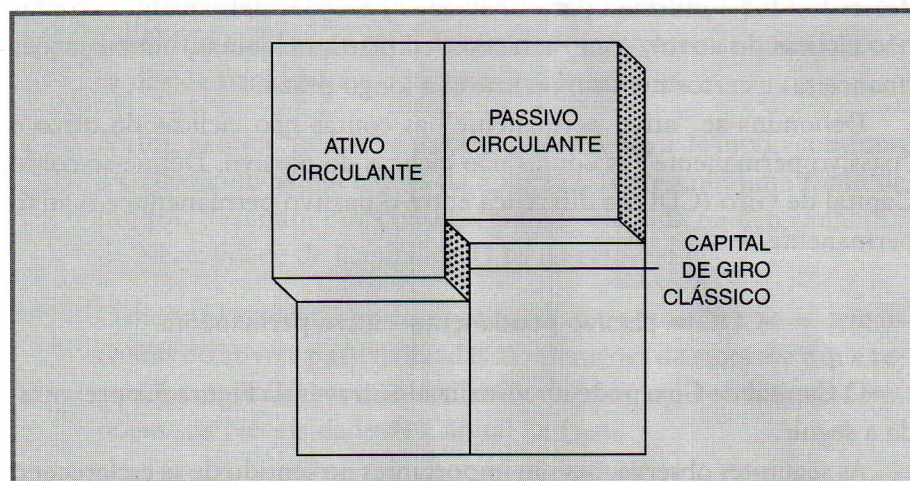 ATIVO
CIRCULANTE
PASSIVO
CIRCULANTE
CAPITAL
DE GIRO
CLÁSSICO